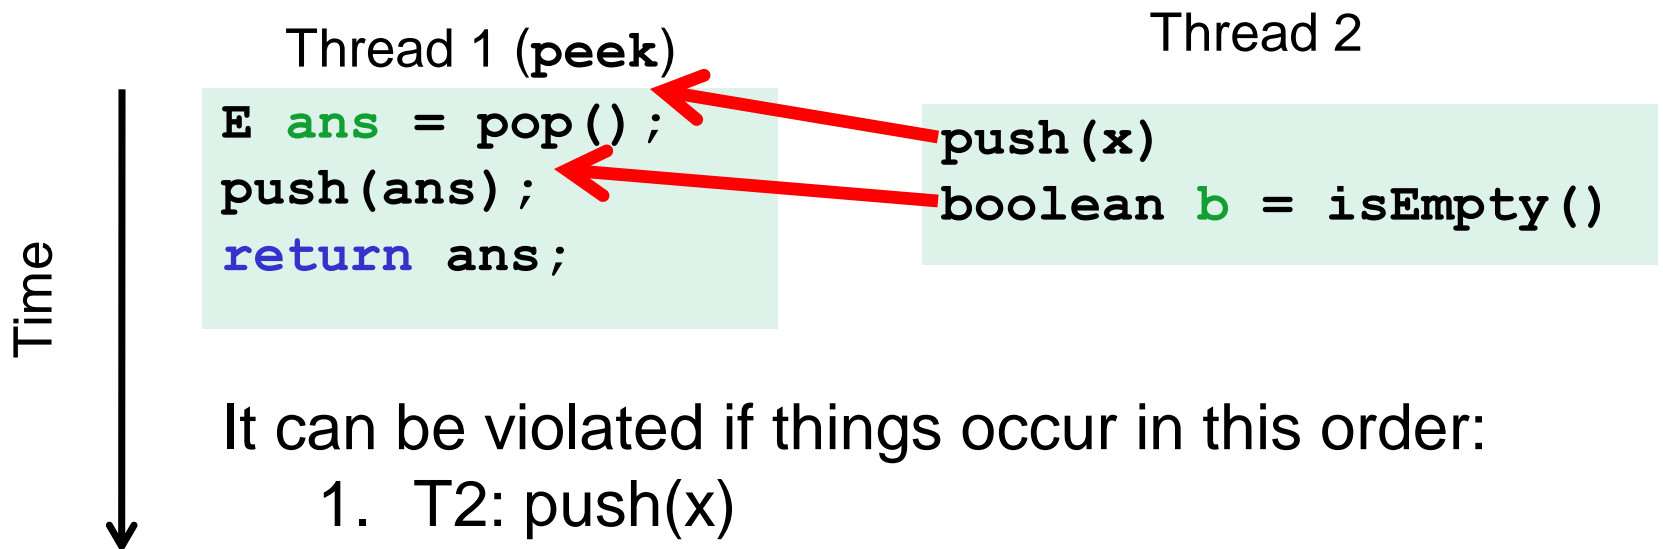 Thread 1 (peek)
Thread 2
E ans = pop();
push(ans);
return ans;
push(x)
boolean b = isEmpty()
Time
It can be violated if things occur in this order:
1. T2: push(x)